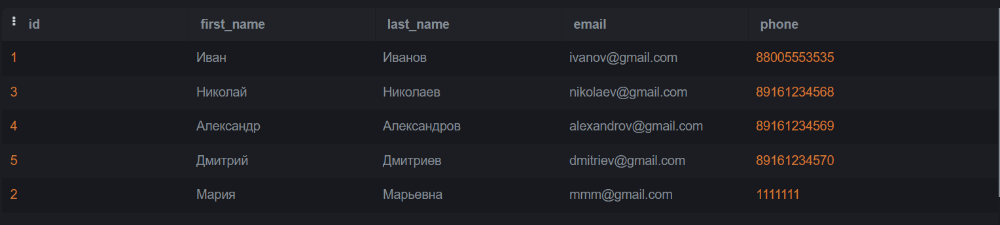 id first_name last_name email phone
1 Иван Иванов ivanov@gmail.com 88005553535
3 Николай Николаев nikolaev@gmail.com 89161234568
4 Александр Александров alexandrov@gmail.com 89161234569
5 Дмитрий Дмитриев dmitriev@gmail.com 89161234570
2 Мария Марьевна mmm@gmail.com 1111111